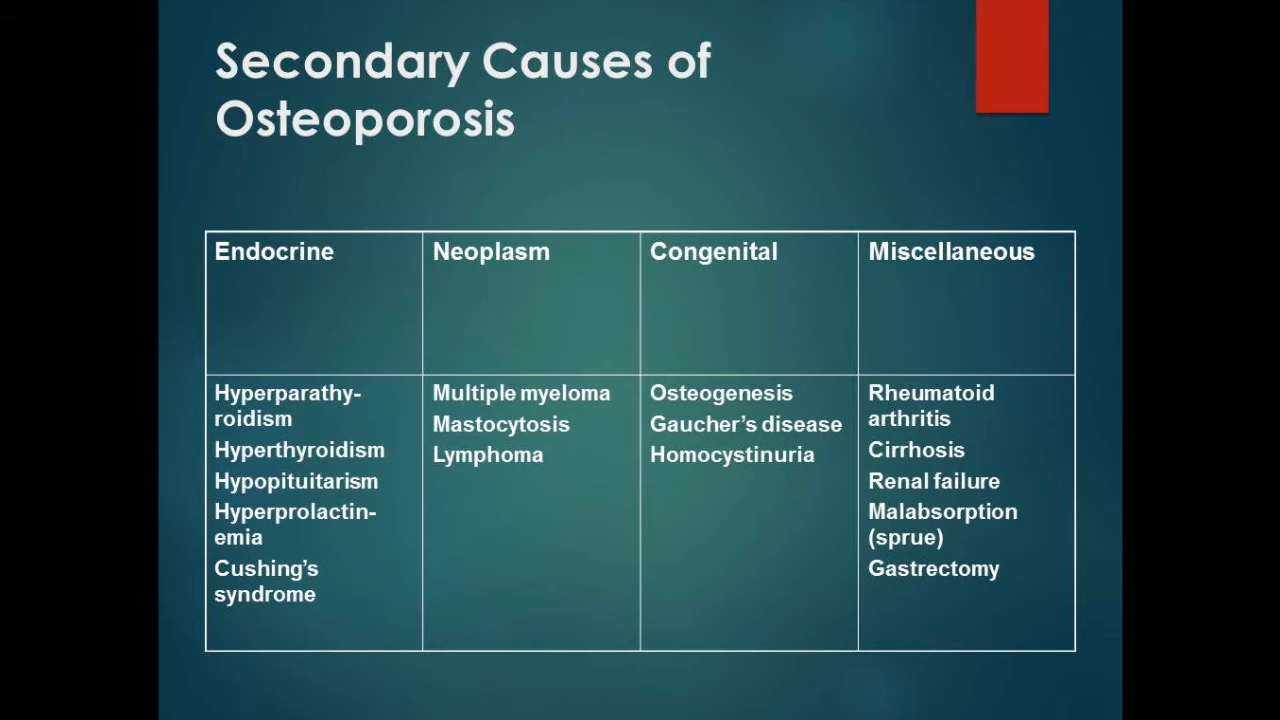 Secondary Causes of
Osteoporosis
Endocrine
Neoplasm
Congenital
Miscellaneous
Hyperparathy-
roidism
Hyperthyroidism
Hypopituitarism
Hyperprolactin-
emia
Cushing’s
syndrome
Multiple myeloma
Mastocytosis
Lymphoma
Osteogenesis
Gaucher’s disease
Homocystinuria
Rheumatoid
arthritis
Cirrhosis
Renal failure
Malabsorption
(sprue)
Gastrectomy